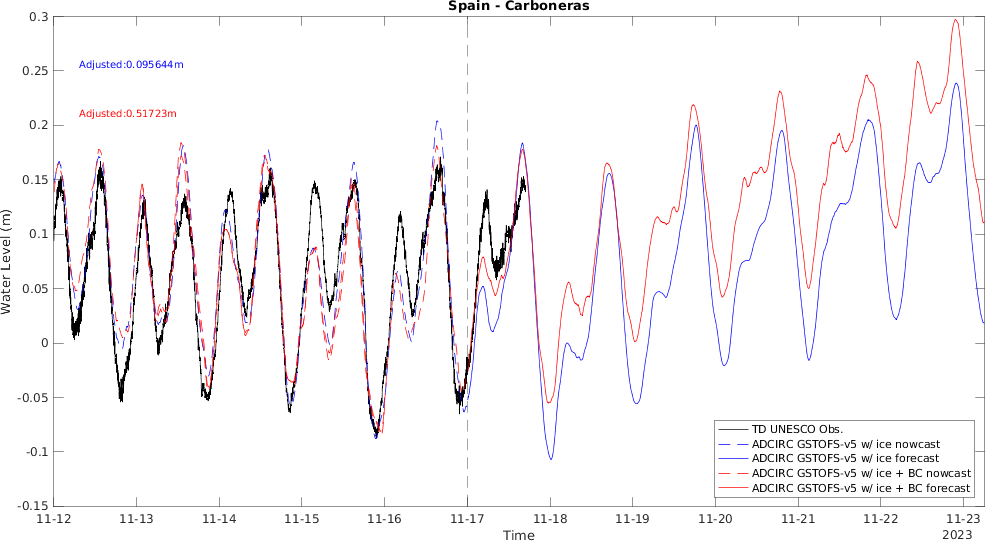 Spain - Carboneras
0.3
0.25
0.2
0.15
0.1
0.05
0
-0.05
-0.1
-0.15
Water Level (m)
Adjusted:0.095644m
Adjusted:0.51723m
TD UNESCO Obs.
ADCIRC GSTOFS-v5 w/ ice nowcast
ADCIRC GSTOFS-v5 w/ ice forecast
ADCIRC GSTOFS-v5 w/ ice + BC nowcast
ADCIRC GSTOFS-v5 w/ ice + BC forecast
11-12 11-13 11-14 11-15 11-16 11-17 11-18 11-19 11-20 11-21 11-22 11-23
Time
2023